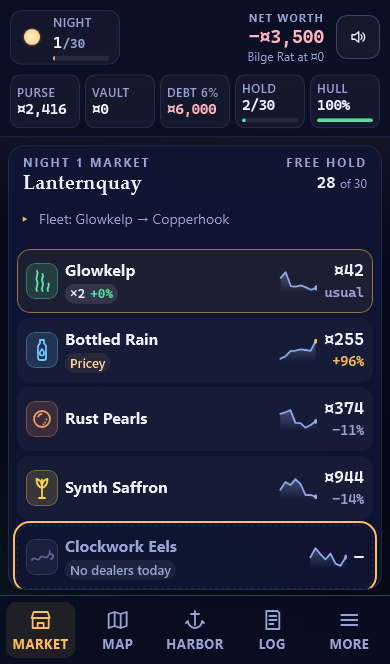 NIGHT
1/30
NET WORTH
−¤3,500
Bilge Rat at ¤0
PURSE
¤2,416
VAULT
¤0
DEBT 6%
¤6,000
HOLD
2/30
HULL
100%
NIGHT 1 MARKET
Lanternquay
FREE HOLD
28 of 30
▸ Fleet: Glowkelp → Copperhook
Glowkelp
×2 +0%
¤42
usual
Bottled Rain
Pricey
¤255
+96%
Rust Pearls
¤374
−11%
Synth Saffron
¤944
−14%
Clockwork Eels
No dealers today
—
MARKET
MAP
HARBOR
LOG
MORE